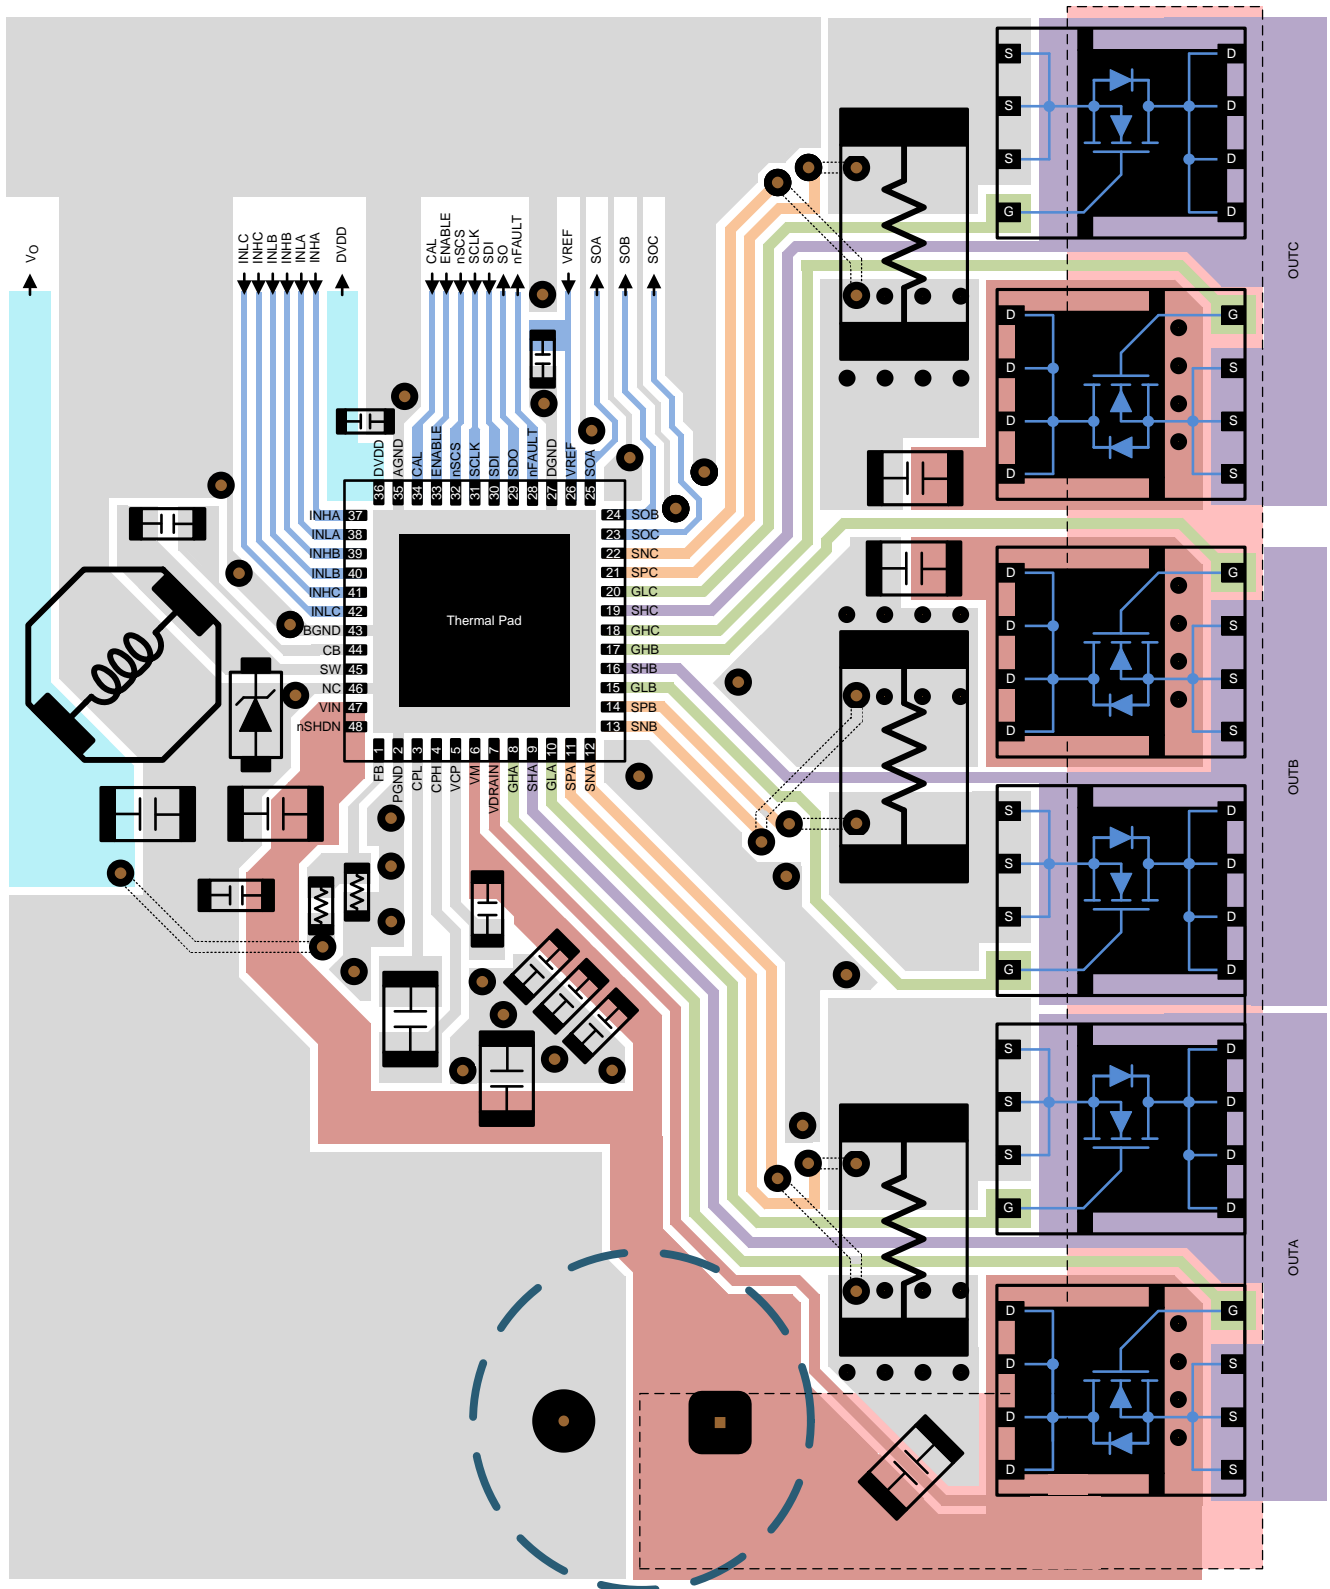 VO
INLC
INHC
INLB
INHB
INLA
INHA
DVDD
CAL
ENABLE
nSCS
SCLK
SDI
SO
nFAULT
VREF
SOA
SOB
SOC
DVDD
AGND
CAL
ENABLE
nSCS
SCLK
SDI
SDO
nFAULT
DGND
VREF
SOA
36
35
34
33
32
31
30
29
28
27
26
25
INHA 37
INLA 38
INHB 39
INLB 40
INHC 41
INLC 42
BGND 43
CB 44
SW 45
NC 46
VIN 47
nSHDN 48
Thermal Pad
24 SOB
23 SOC
22 SNC
21 SPC
20 GLC
19 SHC
18 GHC
17 GHB
16 SHB
15 GLB
14 SPB
13 SNB
1
2
3
4
5
6
7
8
9
10
11
12
FB
PGND
CPL
CPH
VCP
VM
VDRAIN
GHA
SHA
GLA
SPA
SNA
S D
S D
S D
G D
OUTC
D G
D S
D S
D S
D G
D S
D S
D S
OUTB
S D
S D
S D
G D
S D
S D
S D
G D
OUTA
D G
D S
D S
D S